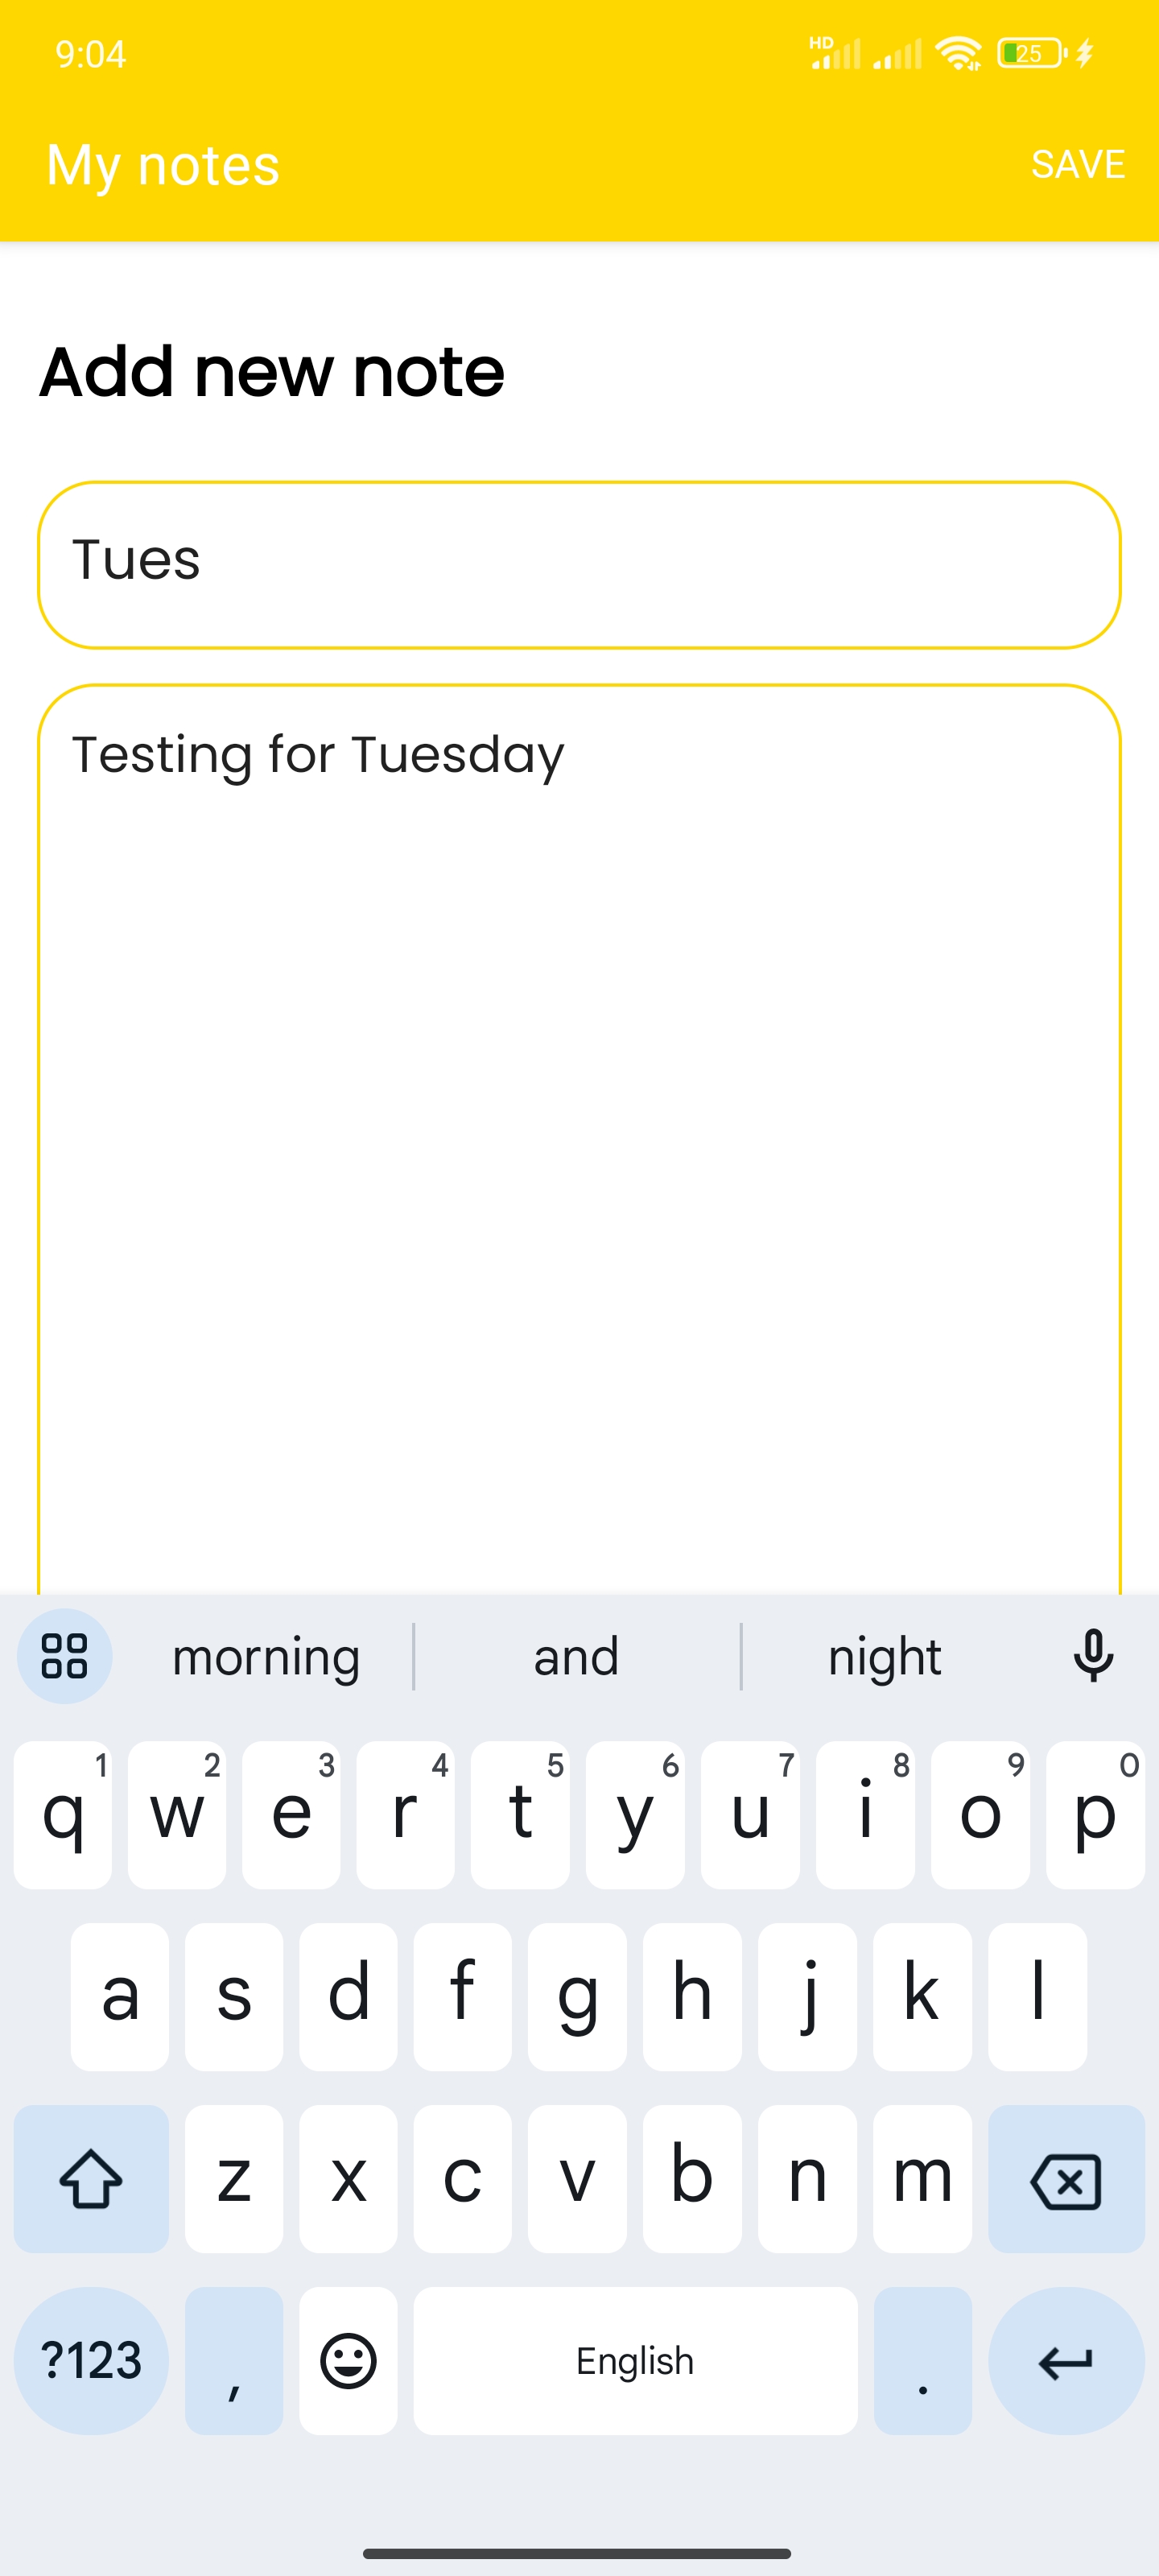 9:04
HD
25
My notes
SAVE
Add new note
Tues
Testing for Tuesday
morning and night
1 2 3 4 5 6 7 8 9 0
q w e r t y u i o p
a s d f g h j k l
z x c v b n m
?123 , English .